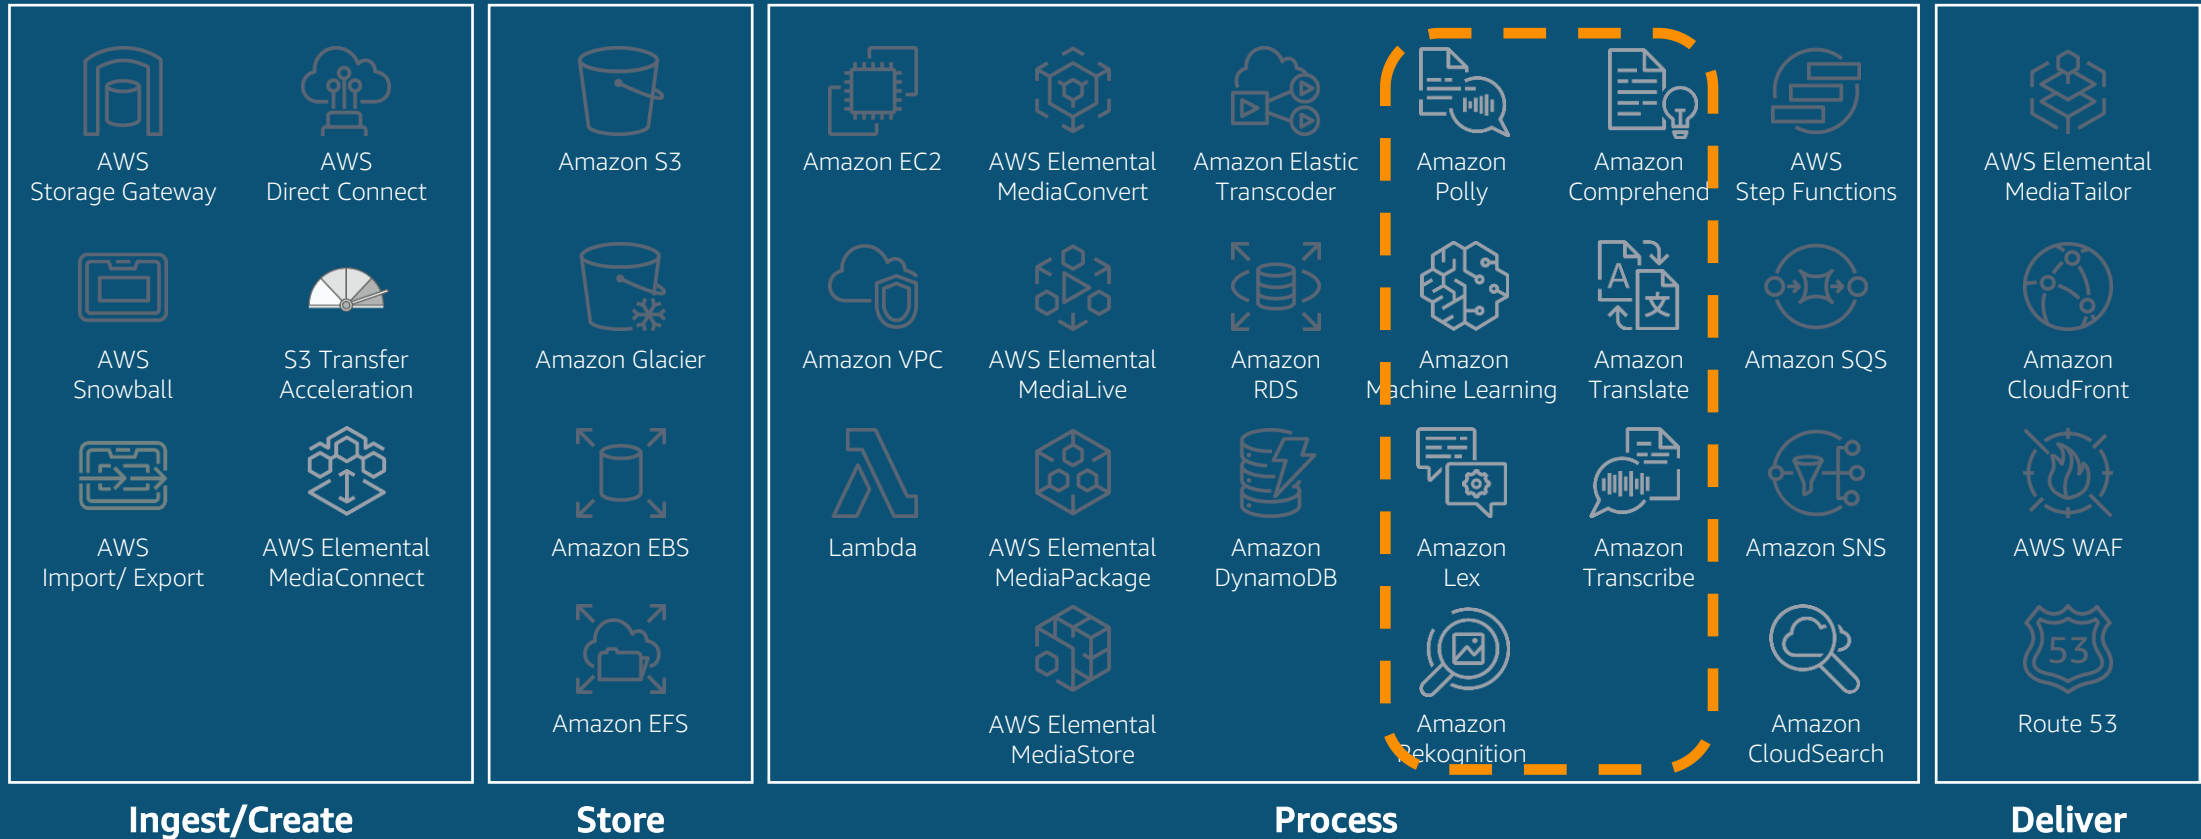 AWS
Storage Gateway
AWS
Direct Connect
AWS
Snowball
S3 Transfer
Acceleration
AWS
Import/ Export
AWS Elemental
MediaConnect
Ingest/Create
Amazon S3
Amazon Glacier
Amazon EBS
Amazon EFS
Store
Amazon EC2
AWS Elemental
MediaConvert
Amazon Elastic
Transcoder
Amazon
Polly
Amazon
Comprehend
AWS
Step Functions
Amazon VPC
AWS Elemental
MediaLive
Amazon
RDS
Amazon
Machine Learning
A
文
Amazon
Translate
Amazon SQS
Lambda
AWS Elemental
MediaPackage
Amazon
DynamoDB
Amazon
Lex
Amazon
Transcribe
Amazon SNS
AWS Elemental
MediaStore
Amazon
Rekognition
Amazon
CloudSearch
Process
AWS Elemental
MediaTailor
Amazon
CloudFront
AWS WAF
53
Route 53
Deliver